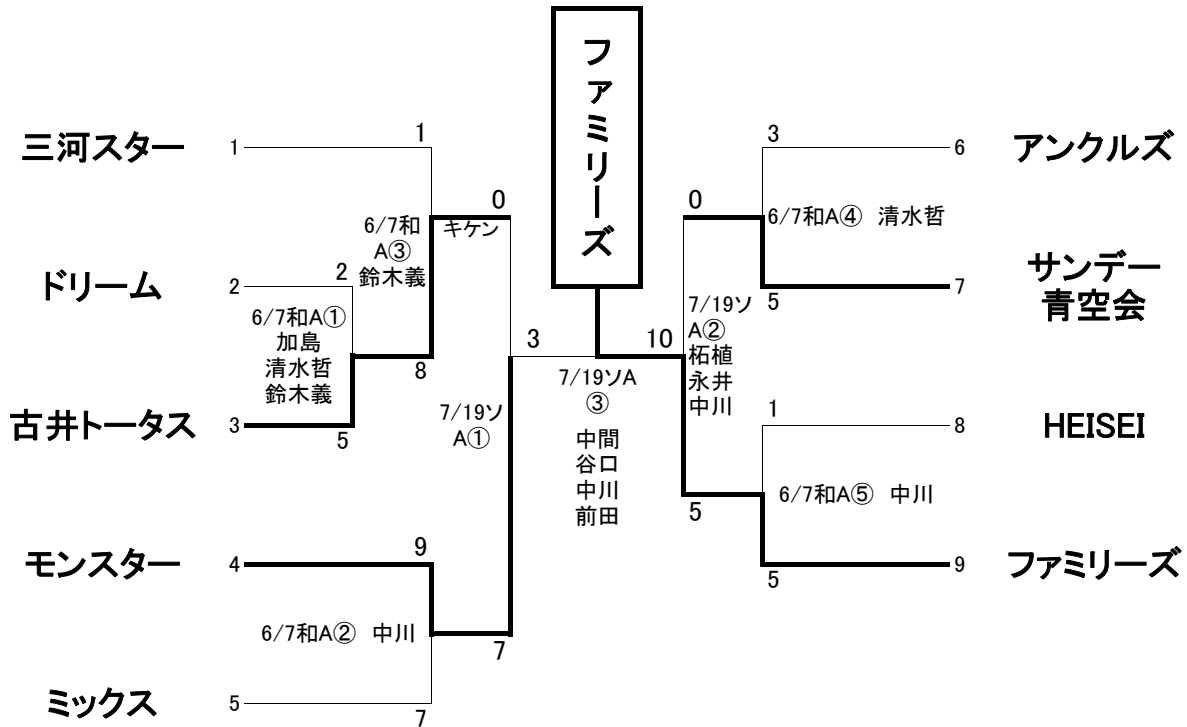 ファミリーズ
三河スター
1
1
0
キケン
6/7和
A③
鈴木義
ドリーム
2
2
6/7和A①
加島
清水哲
鈴木義
8
古井トータス
3
5
7/19ソ
A①
モンスター
4
9
6/7和A② 中川
7
ミックス
5
7
3
10
7/19ソA
③
中間
谷口
中川
前田
3
6
アンクルズ
0
6/7和A④ 清水哲
サンデー
青空会
7
5
7/19ソ
A②
柘植
永井
中川
1
8
HEISEI
6/7和A⑤ 中川
5
5
9
ファミリーズ